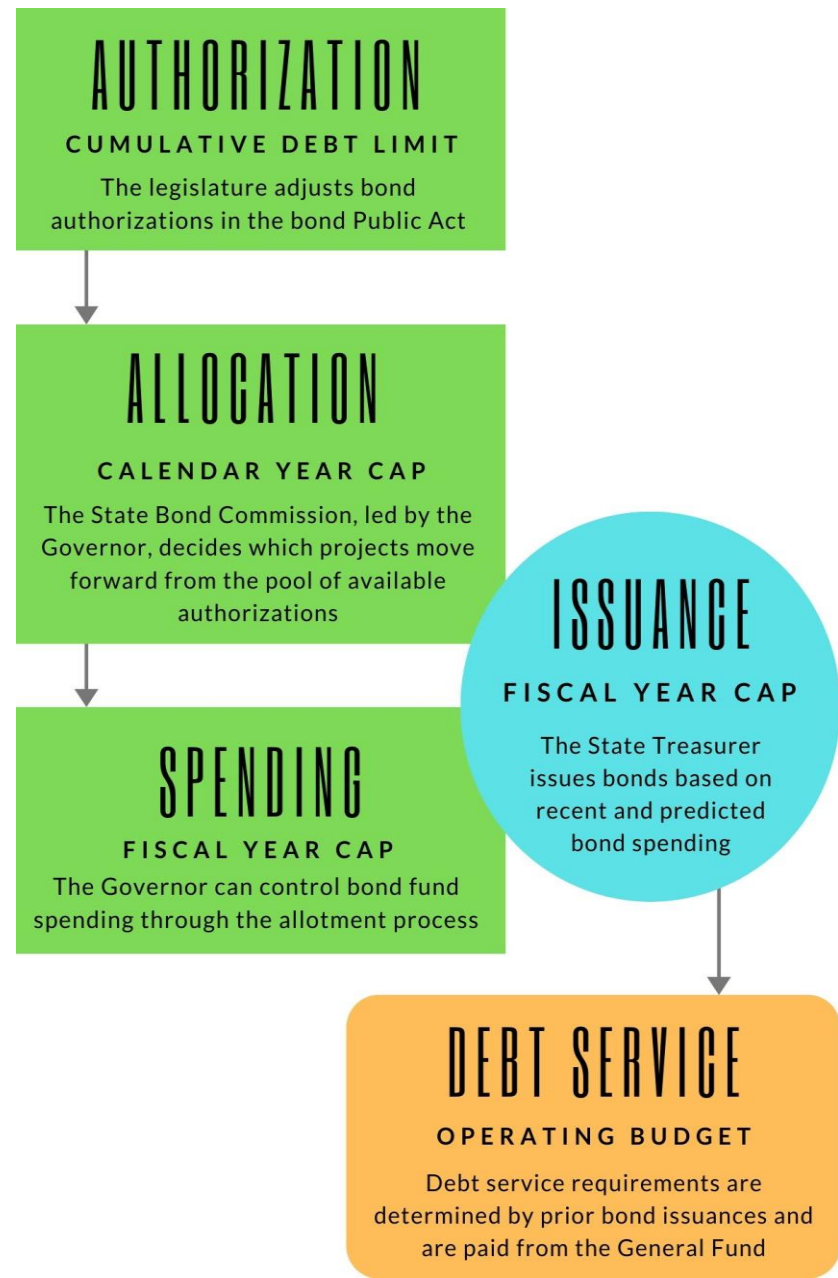 AUTHORIZATION
CUMULATIVE DEBT LIMIT
The legislature adjusts bond
authorizations in the bond Public Act
ALLOCATION
CALENDAR YEAR CAP
The State Bond Commission, led by the
Governor, decides which projects move
forward from the pool of available
authorizations
ISSUANCE
FISCAL YEAR CAP
The State Treasurer
issues bonds based on
recent and predicted
bond spending
SPENDING
FISCAL YEAR CAP
The Governor can control bond fund
spending through the allotment process
DEBT SERVICE
OPERATING BUDGET
Debt service requirements are
determined by prior bond issuances and
are paid from the General Fund